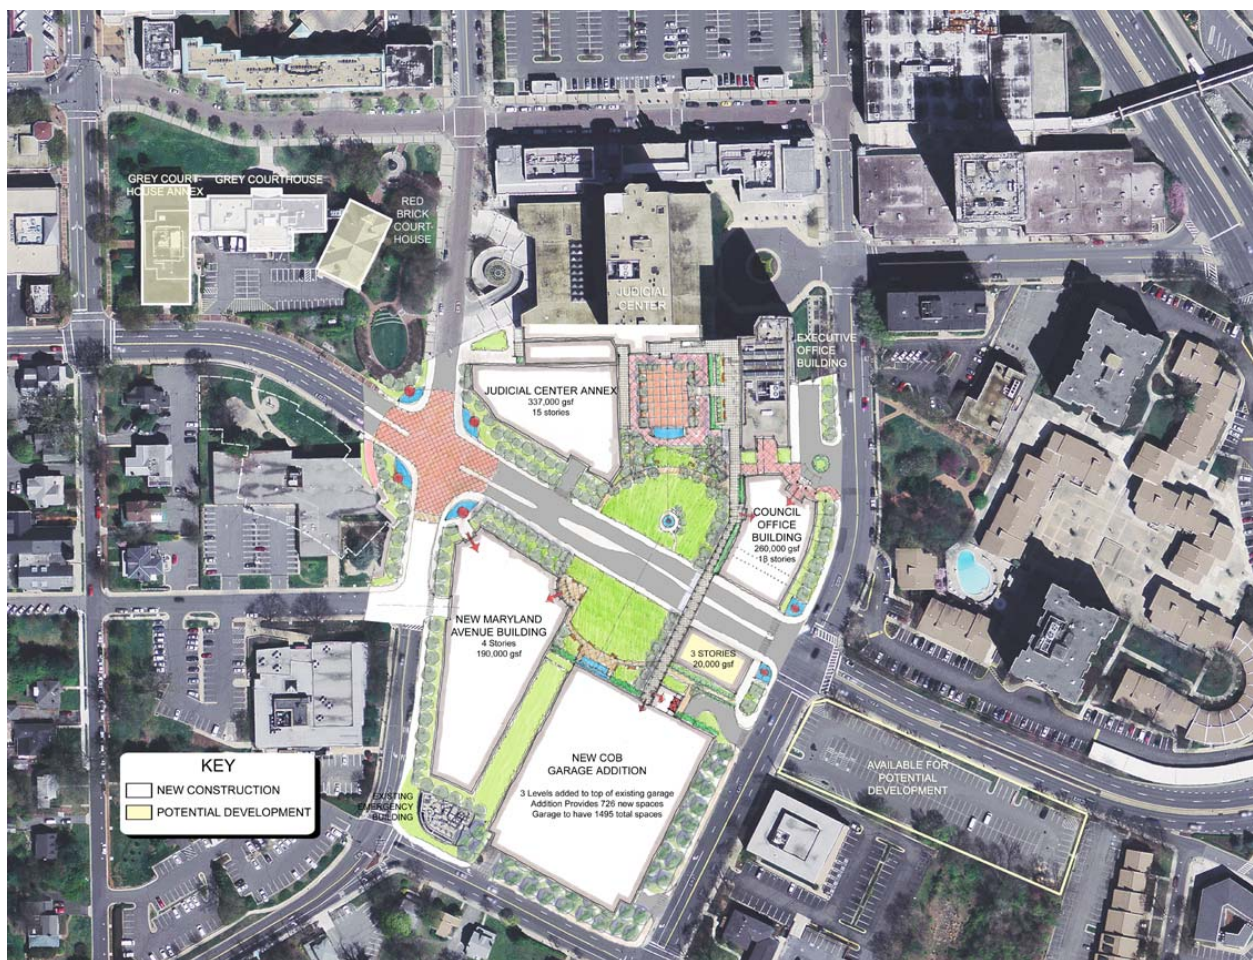 GREY COURT-
HOUSE ANNEX
GREY COURTHOUSE
RED
BRICK
COURT-
HOUSE
JUDICIAL
CENTER
EXECUTIVE
OFFICE
BUILDING
JUDICIAL CENTER ANNEX
337,000 gsf
15 stories
COUNCIL
OFFICE
BUILDING
260,000 gsf
18 stories
NEW MARYLAND
AVENUE BUILDING
4 Stories
190,000 gsf
3 STORIES
20,000 gsf
NEW COB
GARAGE ADDITION
3 Levels added to top of existing garage
Addition Provides 726 new spaces
Garage to have 1495 total spaces
AVAILABLE FOR
POTENTIAL
DEVELOPMENT
EXISTING
EMERGENCY
BUILDING
KEY
NEW CONSTRUCTION
POTENTIAL DEVELOPMENT